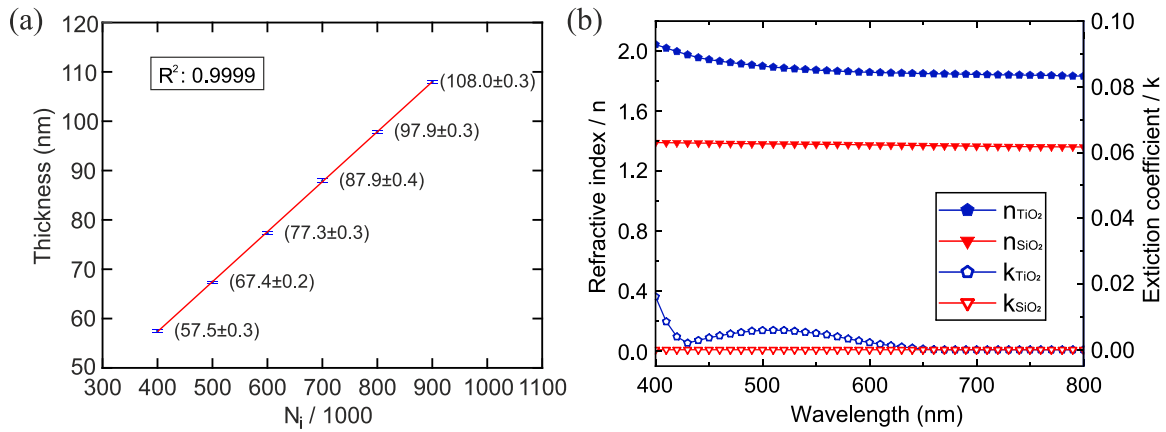 (a)
Thickness (nm)
120
110
100
90
80
70
60
50
R²: 0.9999
(108.0±0.3)
(97.9±0.3)
(87.9±0.4)
(77.3±0.3)
(67.4±0.2)
(57.5±0.3)
300 400 500 600 700 800 900 1000 1100
Nᵢ / 1000
(b)
Refractive index / n
2.0
1.6
1.2
0.8
0.4
0.0
n TiO₂
n SiO₂
k TiO₂
k SiO₂
0.10
0.08
0.06
0.04
0.02
0.00
Extiction coefficient / k
400 500 600 700 800
Wavelength (nm)